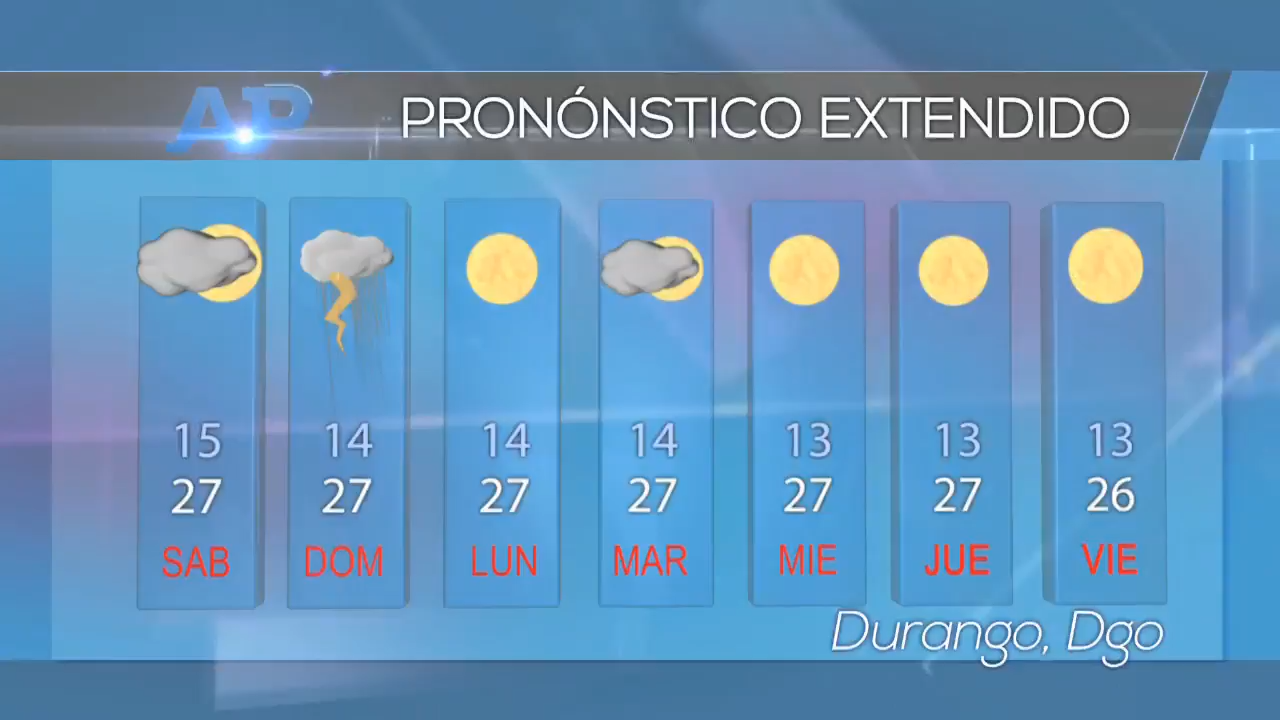 AP PRONÓNSTICO EXTENDIDO
15 14 14 14 13 13 13
27 27 27 27 27 27 26
SAB DOM LUN MAR MIE JUE VIE
Durango, Dgo